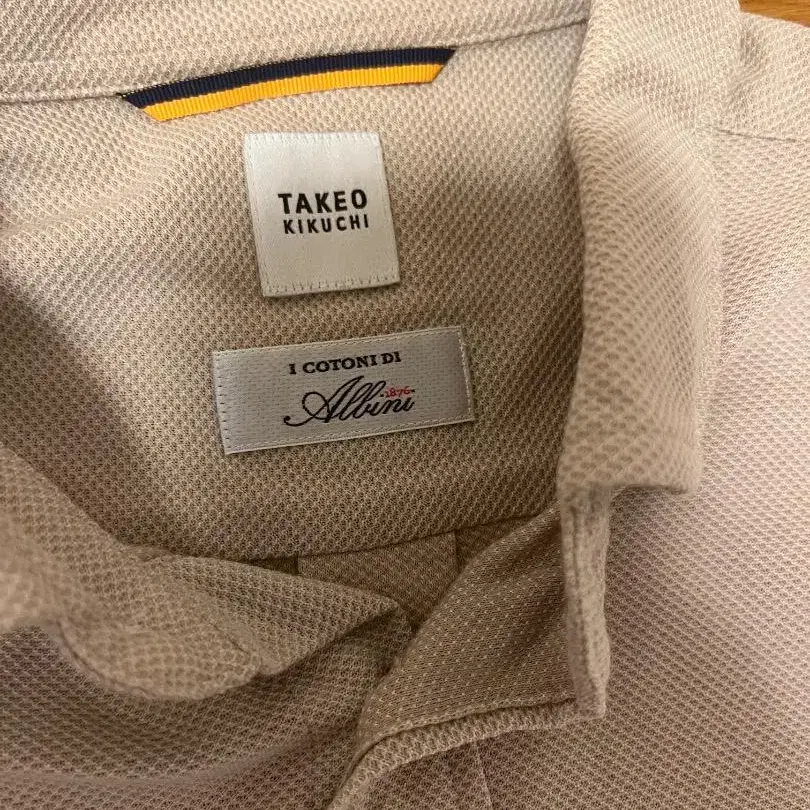 TAKEO
KIKUCHI
I COTONI DI
Albini
1876